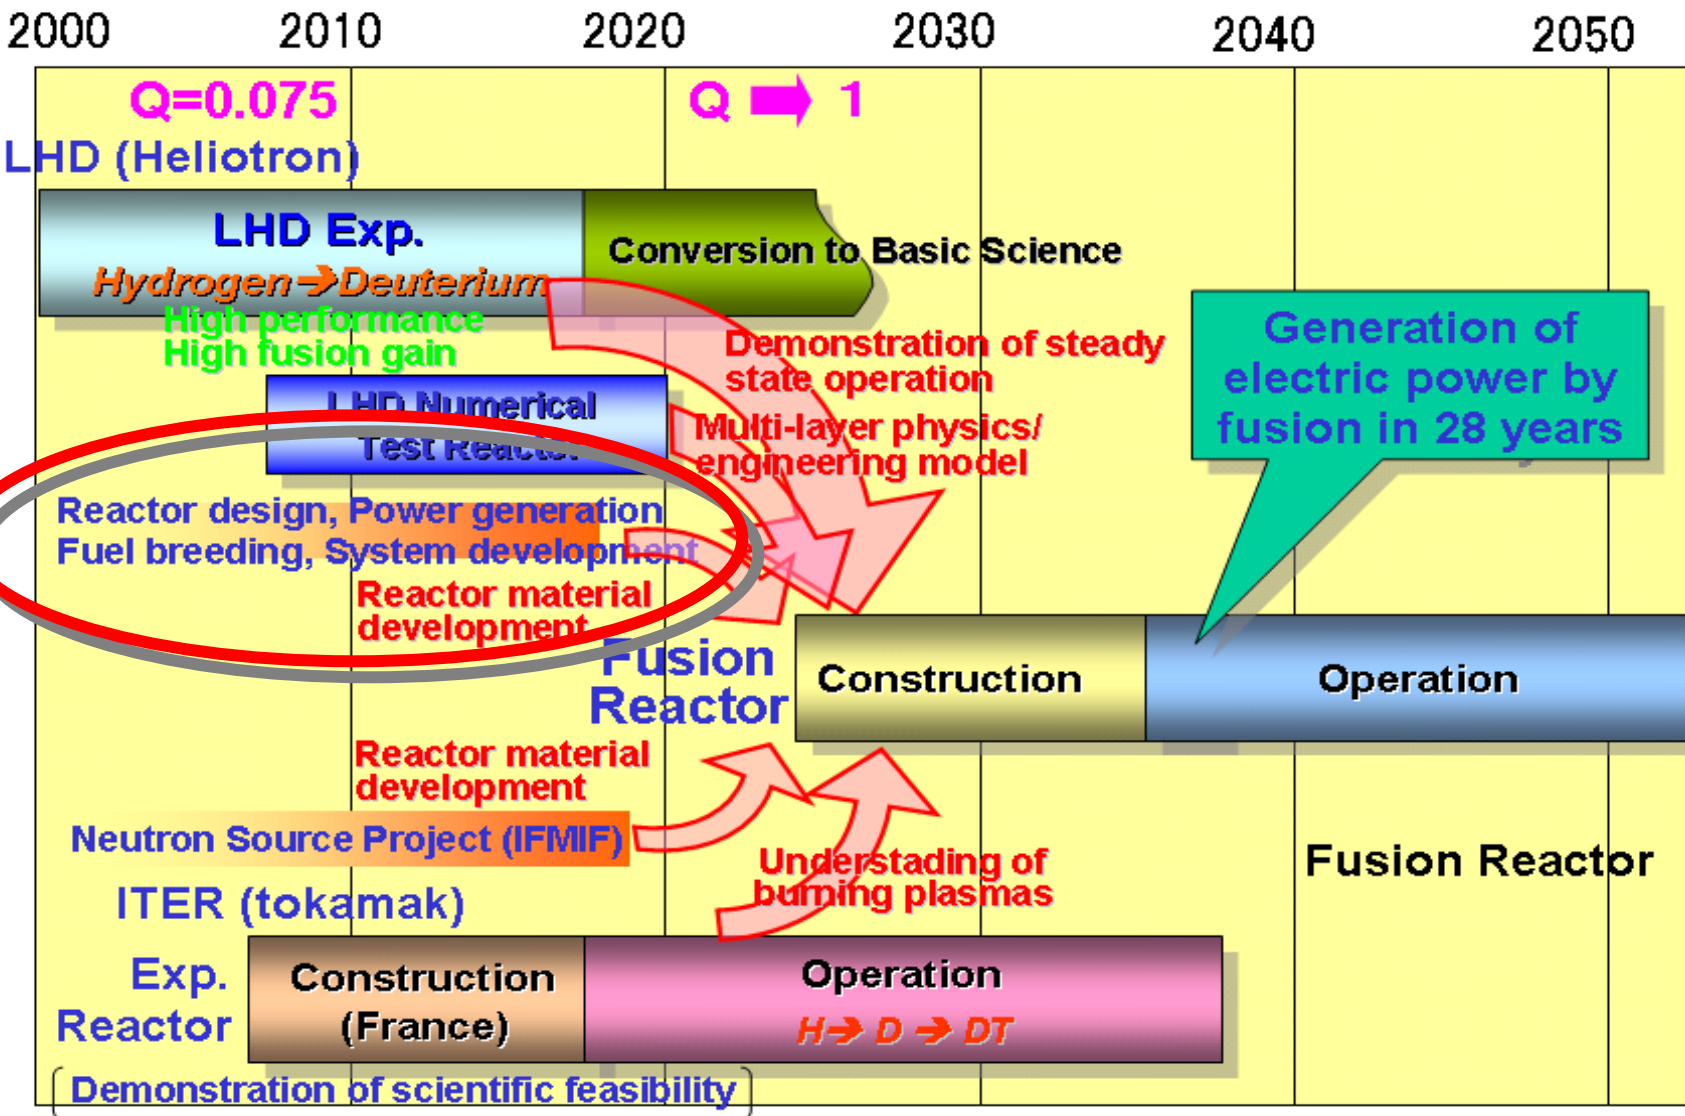 2000 2010 2020 2030 2040 2050
Q=0.075
Q ➡ 1
LHD (Heliotron)
LHD Exp.
Hydrogen→Deuterium
Conversion to Basic Science
High performance
High fusion gain
Demonstration of steady
state operation
Generation of
electric power by
fusion in 28 years
LHD Numerical
Test Reactor
Multi-layer physics/
engineering model
Reactor design, Power generation
Fuel breeding, System development
Reactor material
development
Fusion
Reactor
Construction
Operation
Reactor material
development
Neutron Source Project (IFMIF)
Understading of
burning plasmas
Fusion Reactor
ITER (tokamak)
Exp.
Reactor
Construction
(France)
Operation
H→ D → DT
Demonstration of scientific feasibility